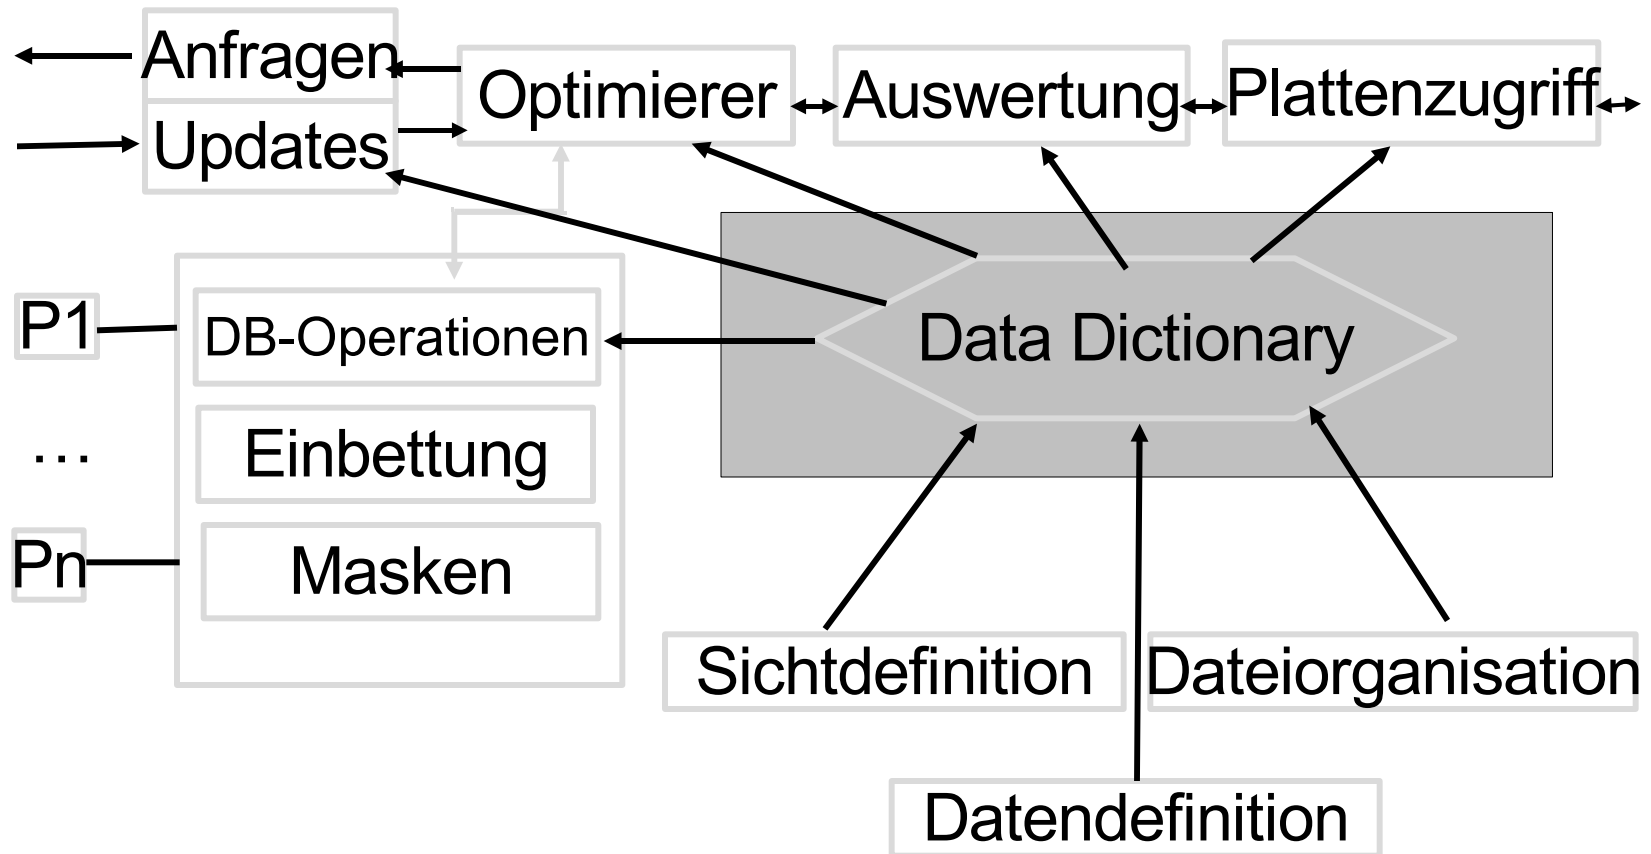 Anfragen
Updates
Optimierer
Auswertung
Plattenzugriff
P1
…
Pn
DB-Operationen
Einbettung
Masken
Data Dictionary
Sichtdefinition
Dateiorganisation
Datendefinition